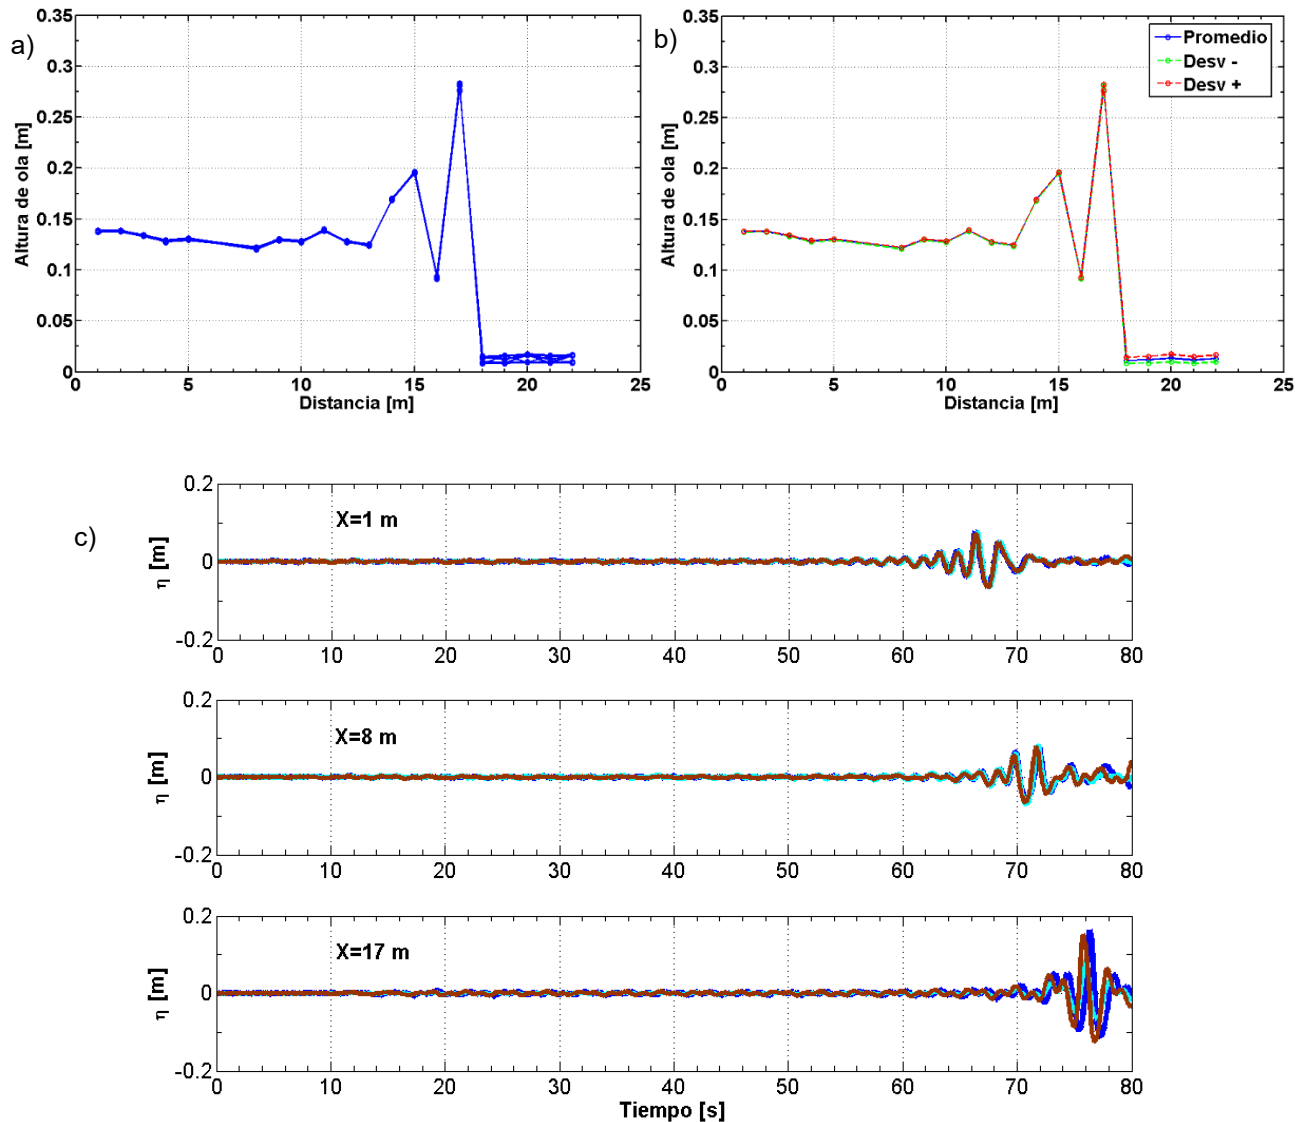 a)
0.35
0.3
0.25
0.2
0.15
0.1
0.05
0
0 5 10 15 20 25
Altura de ola [m]
Distancia [m]
b)
0.35
0.3
0.25
0.2
0.15
0.1
0.05
0
0 5 10 15 20 25
Altura de ola [m]
Distancia [m]
Promedio
Desv -
Desv +
c)
X=1 m
0.2
0
-0.2
η [m]
0 10 20 30 40 50 60 70 80
X=8 m
0.2
0
-0.2
η [m]
0 10 20 30 40 50 60 70 80
X=17 m
0.2
0
-0.2
η [m]
0 10 20 30 40 50 60 70 80
Tiempo [s]